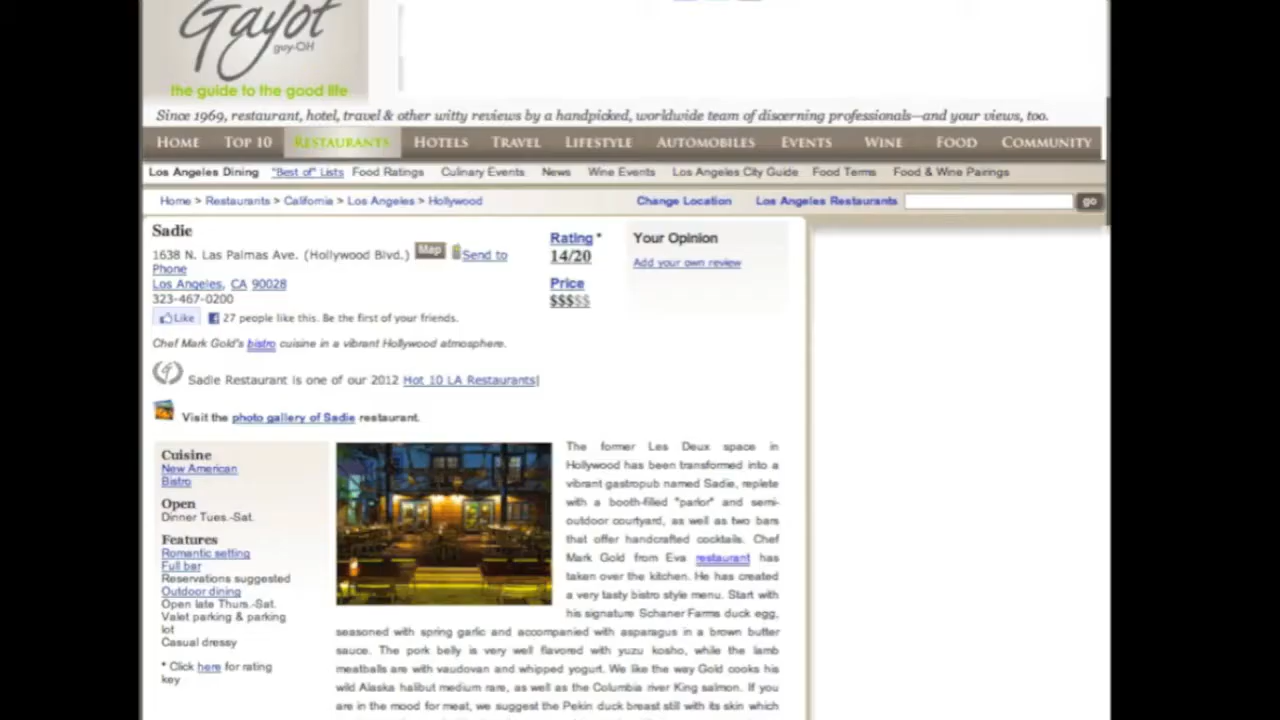 Gayot
guy-OH
the guide to the good life
Since 1969, restaurant, hotel, travel & other witty reviews by a handpicked, worldwide team of discerning professionals—and your views, too.
HOME TOP 10 RESTAURANTS HOTELS TRAVEL LIFESTYLE AUTOMOBILES EVENTS WINE FOOD COMMUNITY
Los Angeles Dining "Best of" Lists Food Ratings Culinary Events News Wine Events Los Angeles City Guide Food Terms Food & Wine Pairings
Home > Restaurants > California > Los Angeles > Hollywood Change Location Los Angeles Restaurants go
Sadie
1638 N. Las Palmas Ave. (Hollywood Blvd.) Map Send to
Phone
Los Angeles, CA 90028
323-467-0200
Like 27 people like this. Be the first of your friends.
Rating *
14/20
Price
$$$$$
Your Opinion
Add your own review
Chef Mark Gold's bistro cuisine in a vibrant Hollywood atmosphere.
Sadie Restaurant is one of our 2012 Hot 10 LA Restaurants|
Visit the photo gallery of Sadie restaurant.
Cuisine
New American
Bistro
Open
Dinner Tues.-Sat.
Features
Romantic setting
Full bar
Reservations suggested
Outdoor dining
Open late Thurs.-Sat.
Valet parking & parking
lot
Casual dressy
* Click here for rating
key
The former Les Deux space in
Hollywood has been transformed into a
vibrant gastropub named Sadie, replete
with a booth-filled "parlor" and semi-
outdoor courtyard, as well as two bars
that offer handcrafted cocktails. Chef
Mark Gold from Eva restaurant has
taken over the kitchen. He has created
a very tasty bistro style menu. Start with
his signature Schaner Farms duck egg,
seasoned with spring garlic and accompanied with asparagus in a brown butter
sauce. The pork belly is very well flavored with yuzu kosho, while the lamb
meatballs are with vaudovan and whipped yogurt. We like the way Gold cooks his
wild Alaska halibut medium rare, as well as the Columbia river King salmon. If you
are in the mood for meat, we suggest the Pekin duck breast still with its skin which